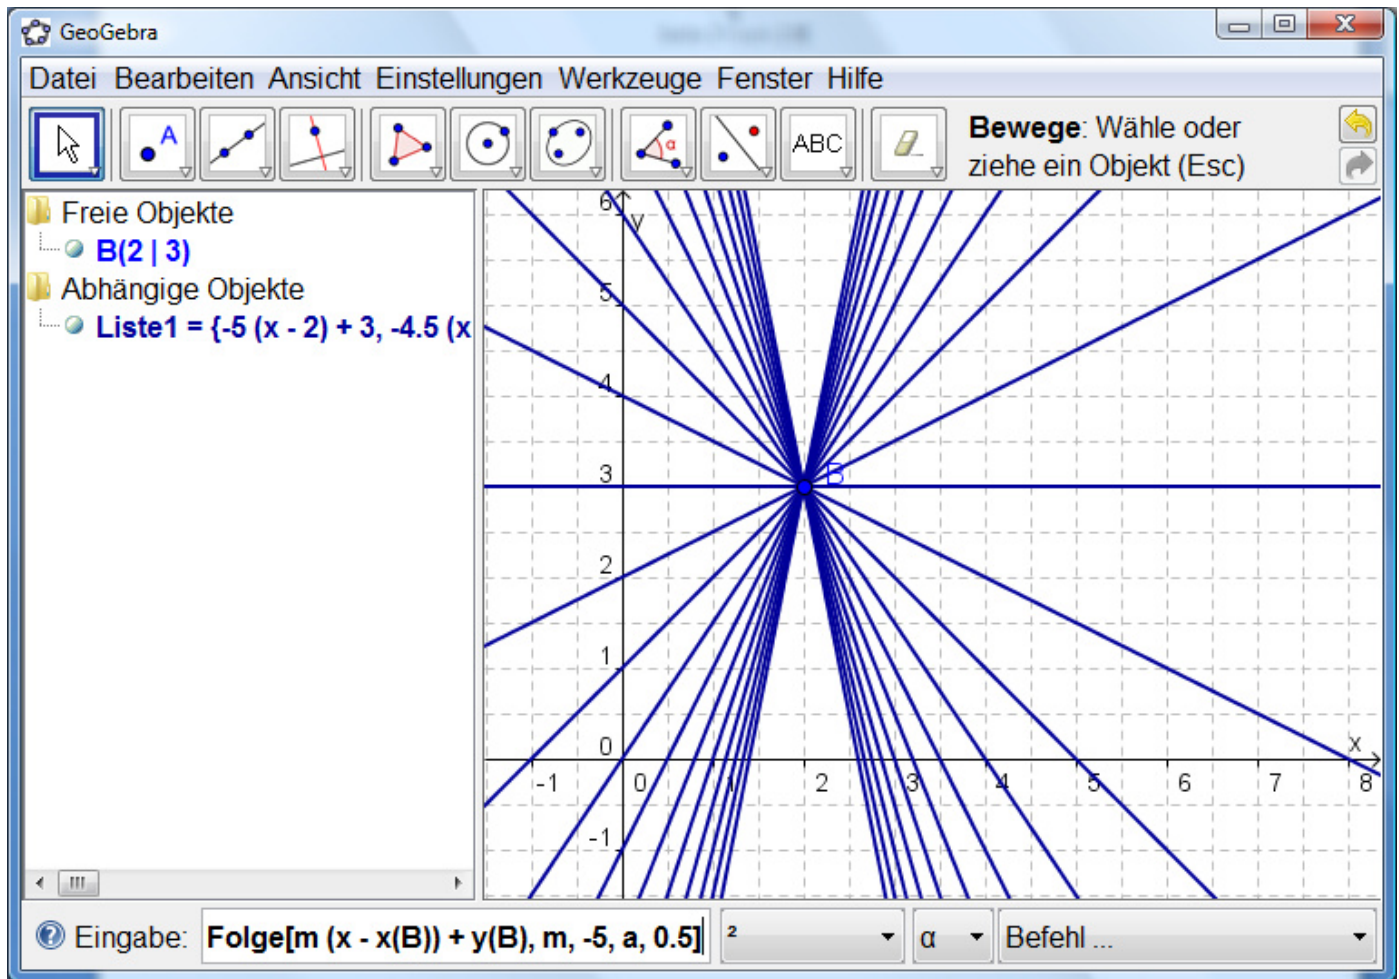 GeoGebra
Datei Bearbeiten Ansicht Einstellungen Werkzeuge Fenster Hilfe
A
α
ABC
Bewege: Wähle oder
ziehe ein Objekt (Esc)
Freie Objekte
B(2 | 3)
Abhängige Objekte
Liste1 = {-5 (x - 2) + 3, -4.5 (x
6
y
5
4
3
B
2
1
0
x
-1 0 1 2 3 4 5 6 7 8
-1
Eingabe: Folge[m (x - x(B)) + y(B), m, -5, a, 0.5] ² α Befehl ...